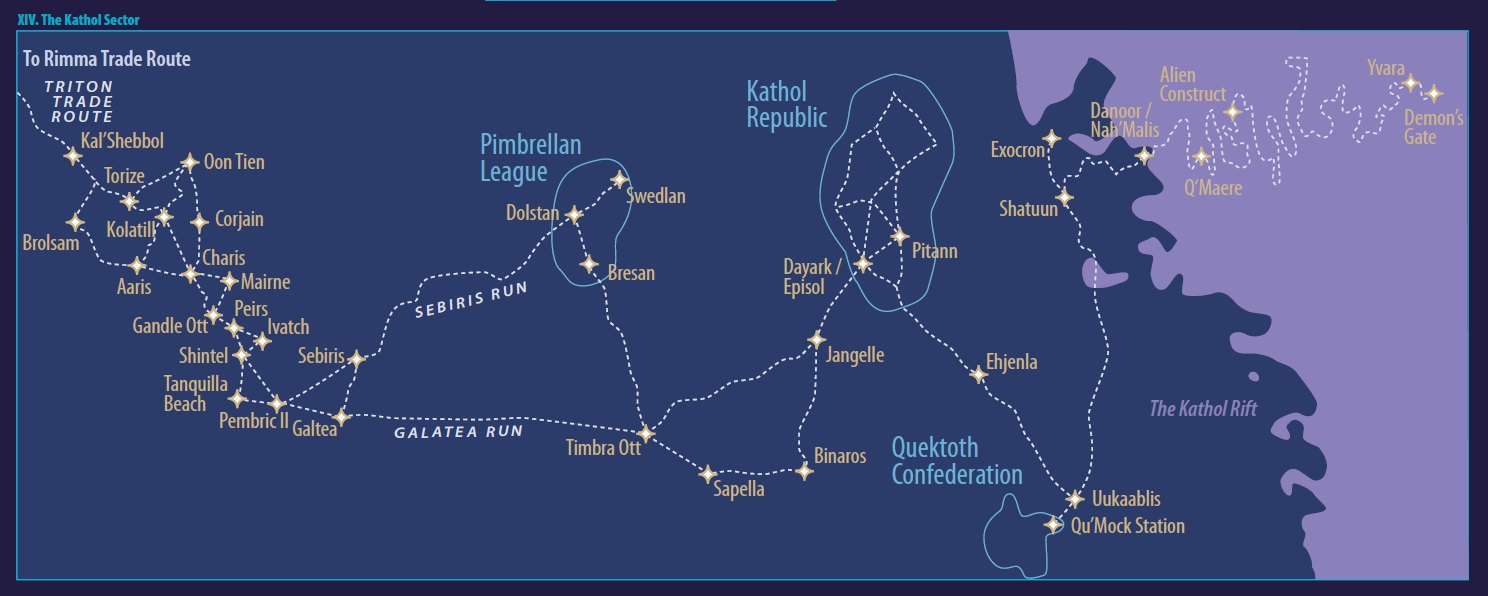 XIV. The Kathol Sector
To Rimma Trade Route
TRITON
TRADE
ROUTE
Kal'Shebbol
Torize
Oon Tien
Brolsam
Kolatill
Corjain
Aaris
Charis
Mairne
Gandle Ott
Peirs
Ivatch
Shintel
Sebiris
Tanquilla
Beach
Pembric II
Galtea
SEBIRIS RUN
GALATEA RUN
Pimbrellan
League
Swedlan
Dolstan
Bresan
Timbra Ott
Sapella
Binaros
Jangelle
Kathol
Republic
Pitann
Dayark /
Episol
Ehjenla
Quektoth
Confederation
Uukaablis
Qu'Mock Station
Exocron
Shatuun
Danoor /
Nah'Malis
Alien
Construct
Q'Maere
Yvara
Demon's
Gate
The Kathol Rift